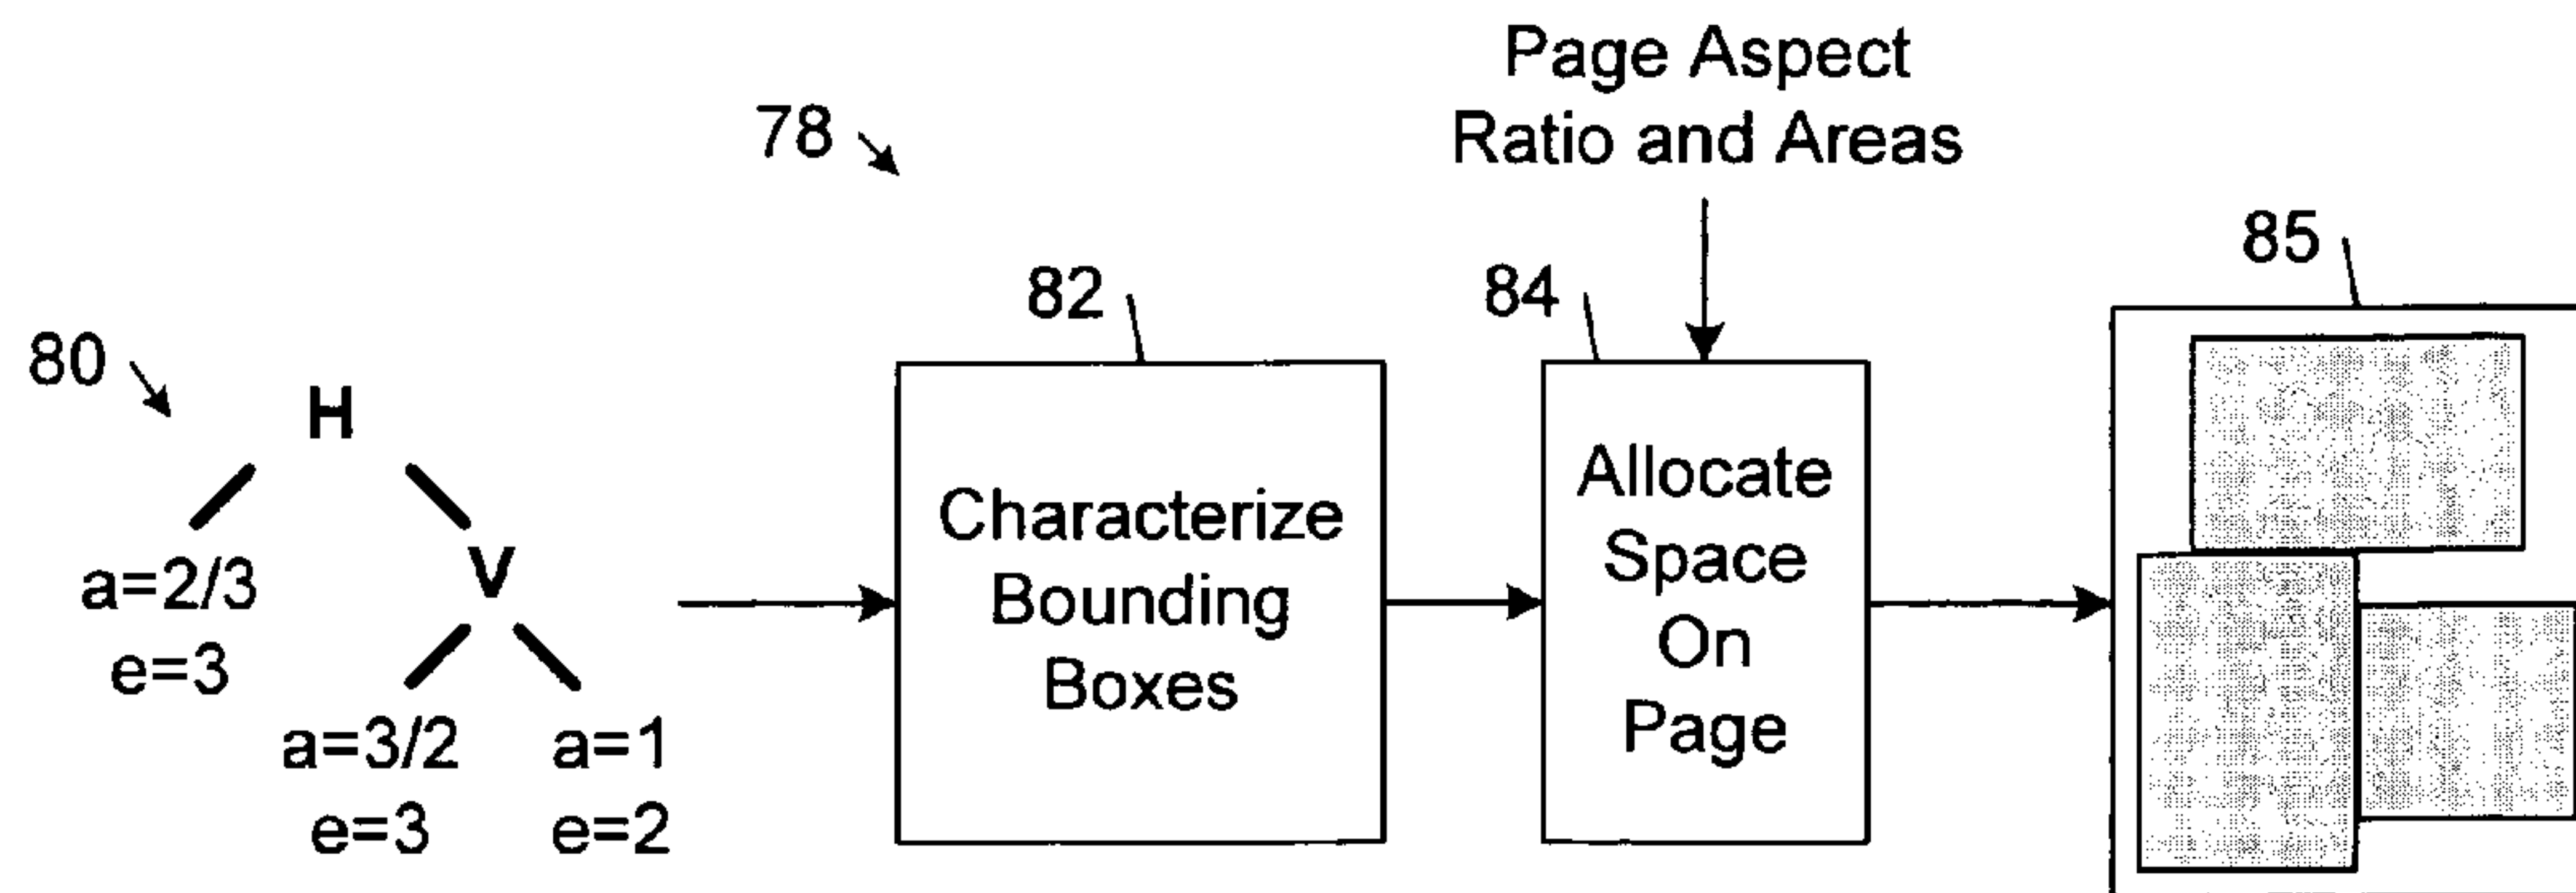 Page Aspect
Ratio and Areas
78
85
82
84
80
H
a=2/3
e=3
V
a=3/2
e=3
a=1
e=2
Characterize
Bounding
Boxes
Allocate
Space
On
Page